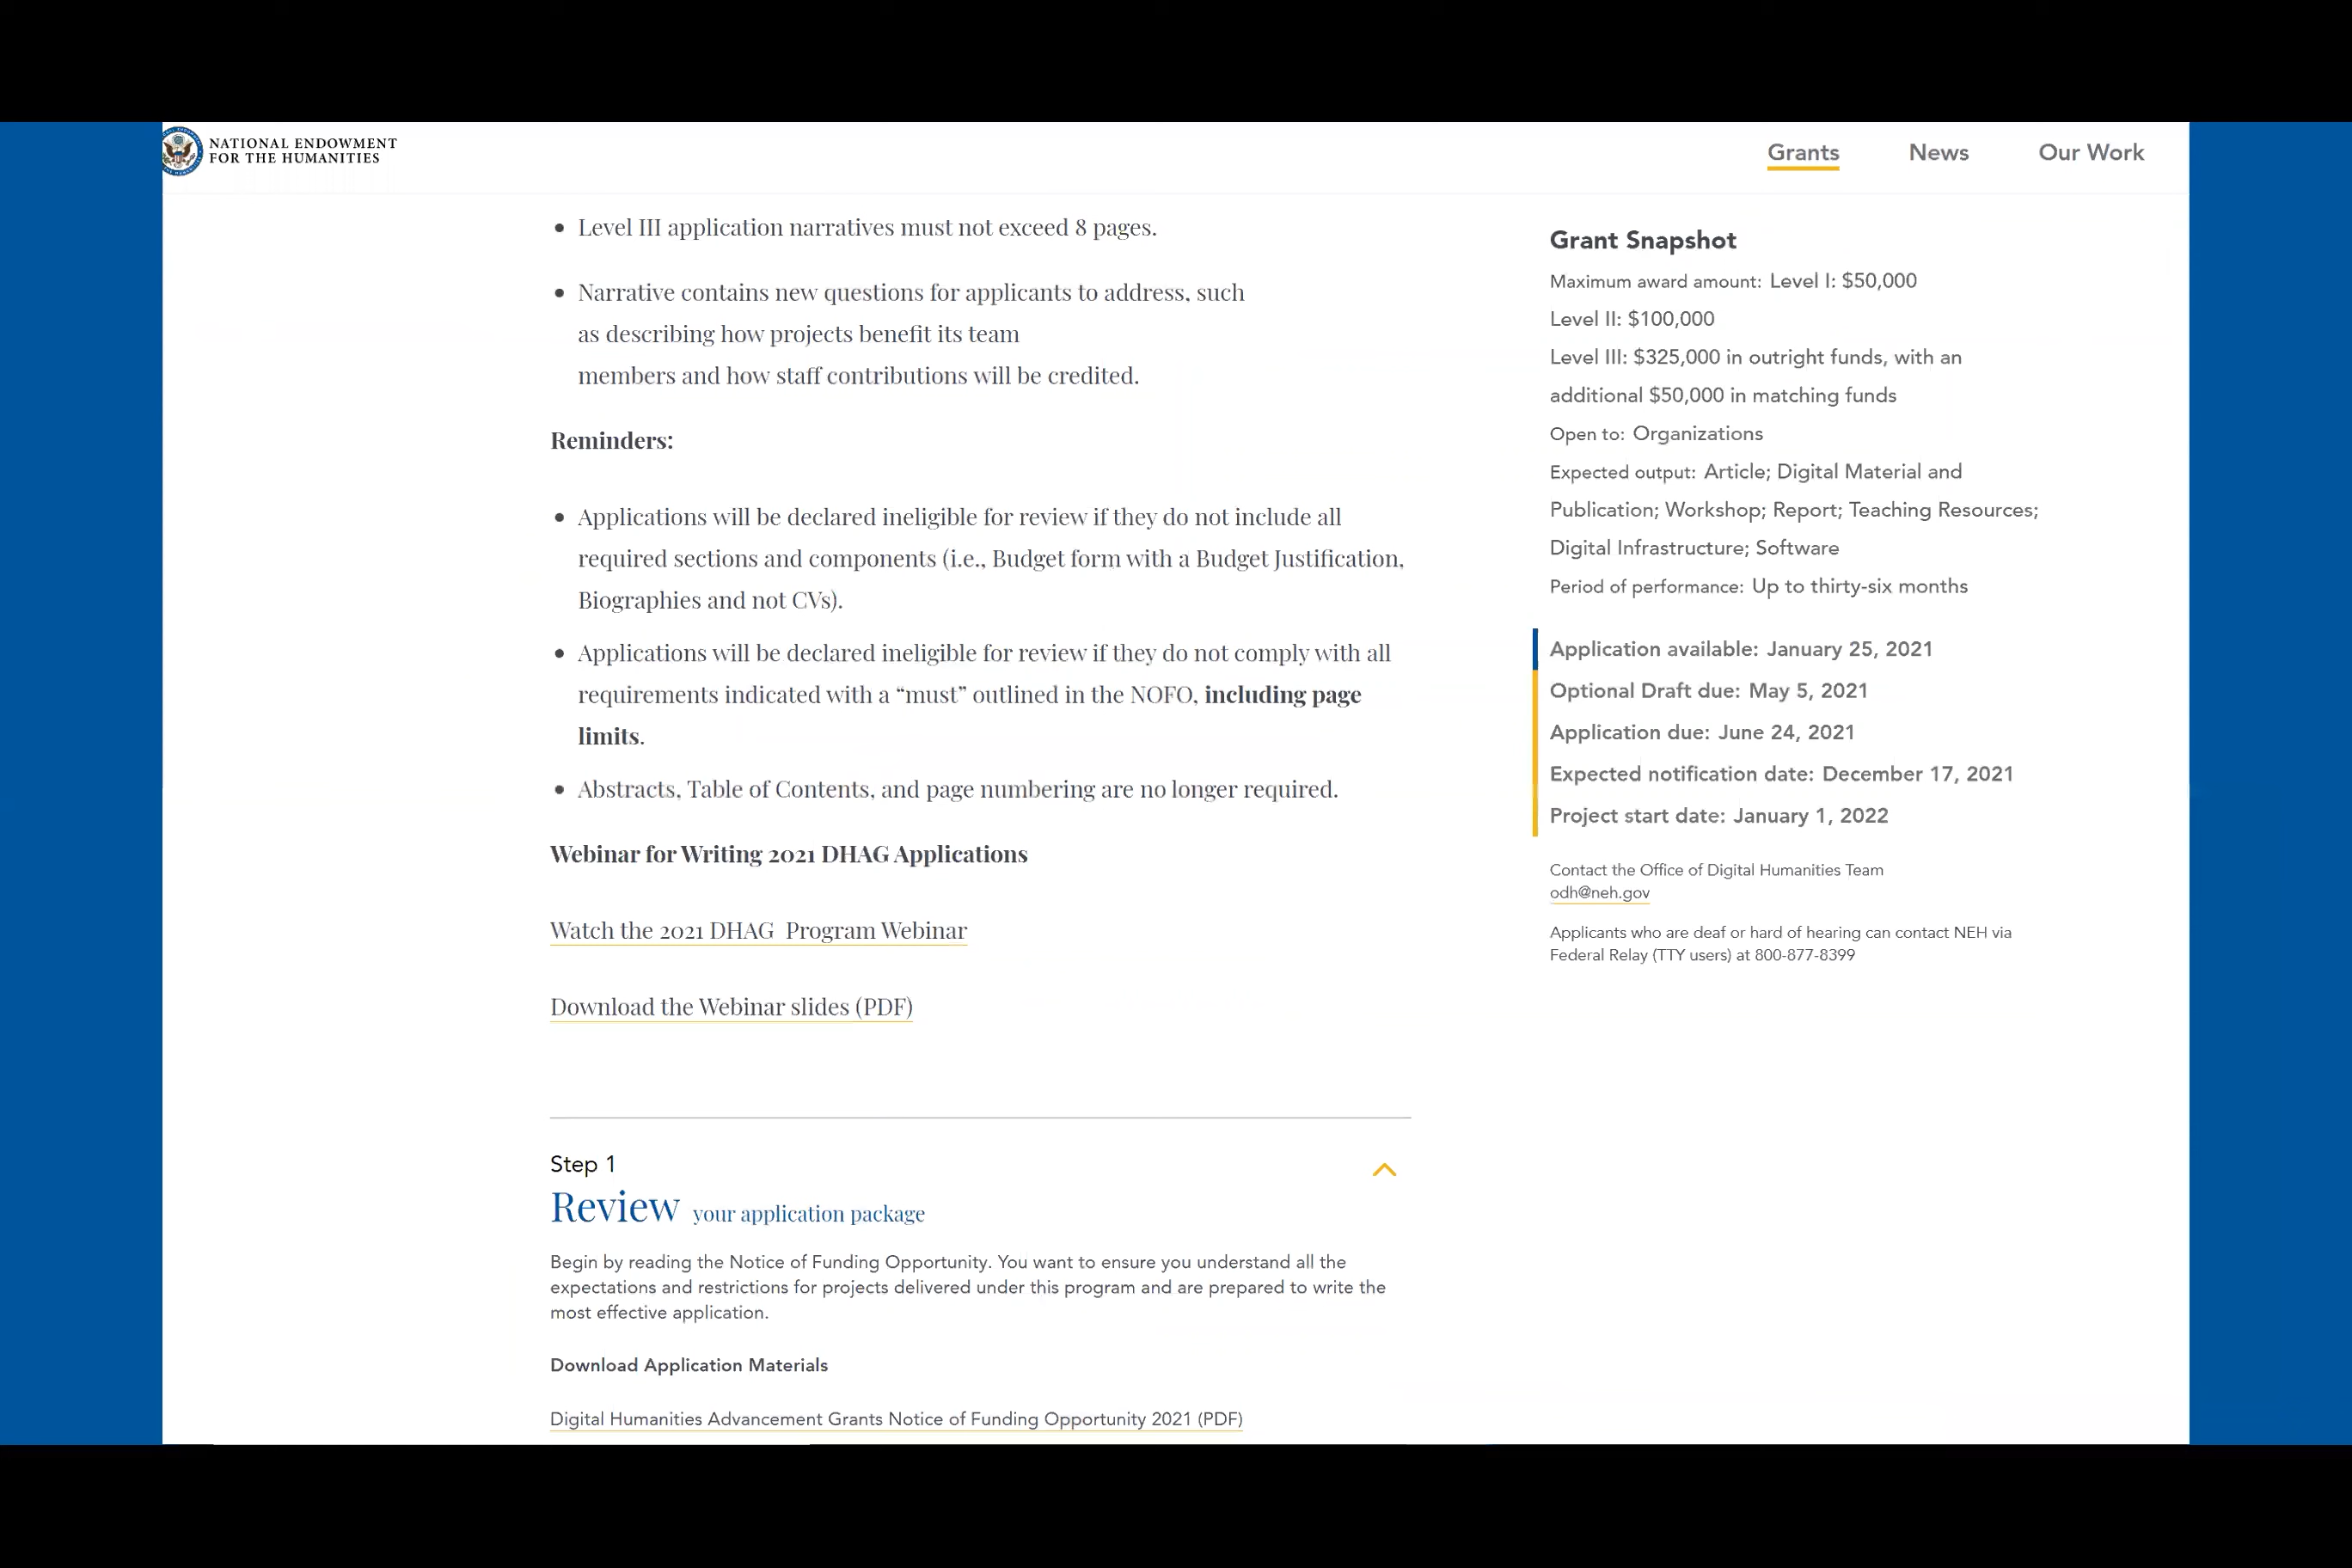 NATIONAL ENDOWMENT
FOR THE HUMANITIES
Grants
News
Our Work
• Level III application narratives must not exceed 8 pages.
• Narrative contains new questions for applicants to address, such
as describing how projects benefit its team
members and how staff contributions will be credited.
Reminders:
• Applications will be declared ineligible for review if they do not include all
required sections and components (i.e., Budget form with a Budget Justification,
Biographies and not CVs).
• Applications will be declared ineligible for review if they do not comply with all
requirements indicated with a “must” outlined in the NOFO, including page
limits.
• Abstracts, Table of Contents, and page numbering are no longer required.
Webinar for Writing 2021 DHAG Applications
Watch the 2021 DHAG  Program Webinar
Download the Webinar slides (PDF)
Step 1
Review your application package
Begin by reading the Notice of Funding Opportunity. You want to ensure you understand all the
expectations and restrictions for projects delivered under this program and are prepared to write the
most effective application.
Download Application Materials
Digital Humanities Advancement Grants Notice of Funding Opportunity 2021 (PDF)
Grant Snapshot
Maximum award amount: Level I: $50,000
Level II: $100,000
Level III: $325,000 in outright funds, with an
additional $50,000 in matching funds
Open to: Organizations
Expected output: Article; Digital Material and
Publication; Workshop; Report; Teaching Resources;
Digital Infrastructure; Software
Period of performance: Up to thirty-six months
Application available: January 25, 2021
Optional Draft due: May 5, 2021
Application due: June 24, 2021
Expected notification date: December 17, 2021
Project start date: January 1, 2022
Contact the Office of Digital Humanities Team
odh@neh.gov
Applicants who are deaf or hard of hearing can contact NEH via
Federal Relay (TTY users) at 800-877-8399